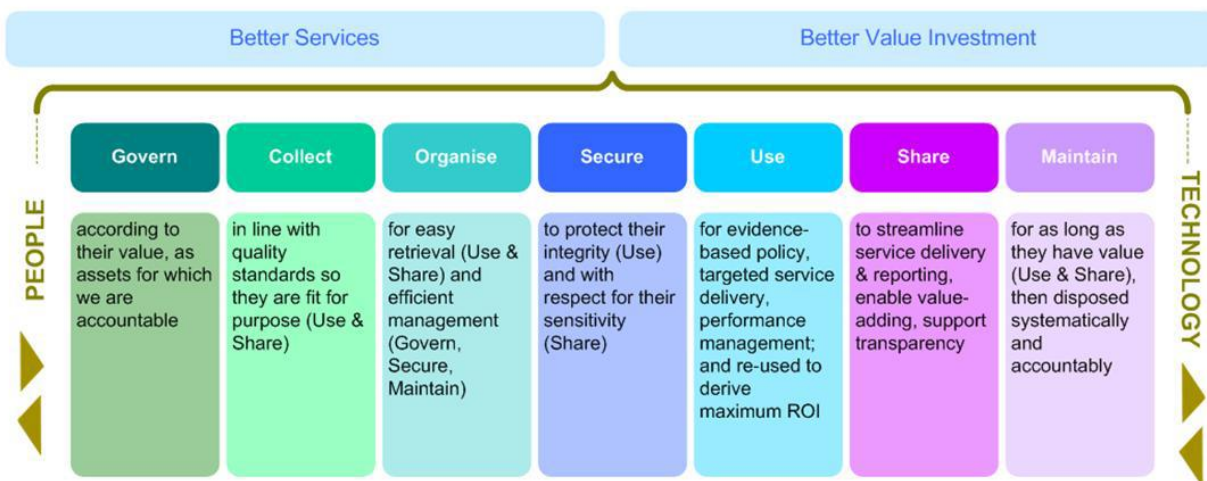 Better Services
Better Value Investment
PEOPLE
Govern
according to
their value, as
assets for which
we are
accountable
Collect
in line with
quality
standards so
they are fit for
purpose (Use &
Share)
Organise
for easy
retrieval (Use &
Share) and
efficient
management
(Govern,
Secure,
Maintain)
Secure
to protect their
integrity (Use)
and with
respect for their
sensitivity
(Share)
Use
for evidence-
based policy,
targeted service
delivery,
performance
management;
and re-used to
derive
maximum ROI
Share
to streamline
service delivery
& reporting,
enable value-
adding, support
transparency
Maintain
for as long as
they have value
(Use & Share),
then disposed
systematically
and
accountably
TECHNOLOGY